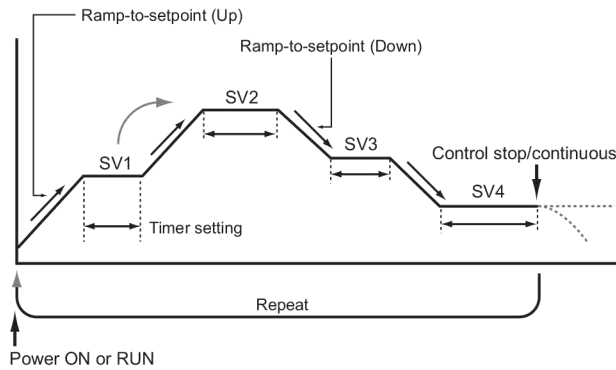 Ramp-to-setpoint (Up)
Ramp-to-setpoint (Down)
SV2
SV1
SV3
Control stop/continuous
SV4
Timer setting
Repeat
Power ON or RUN